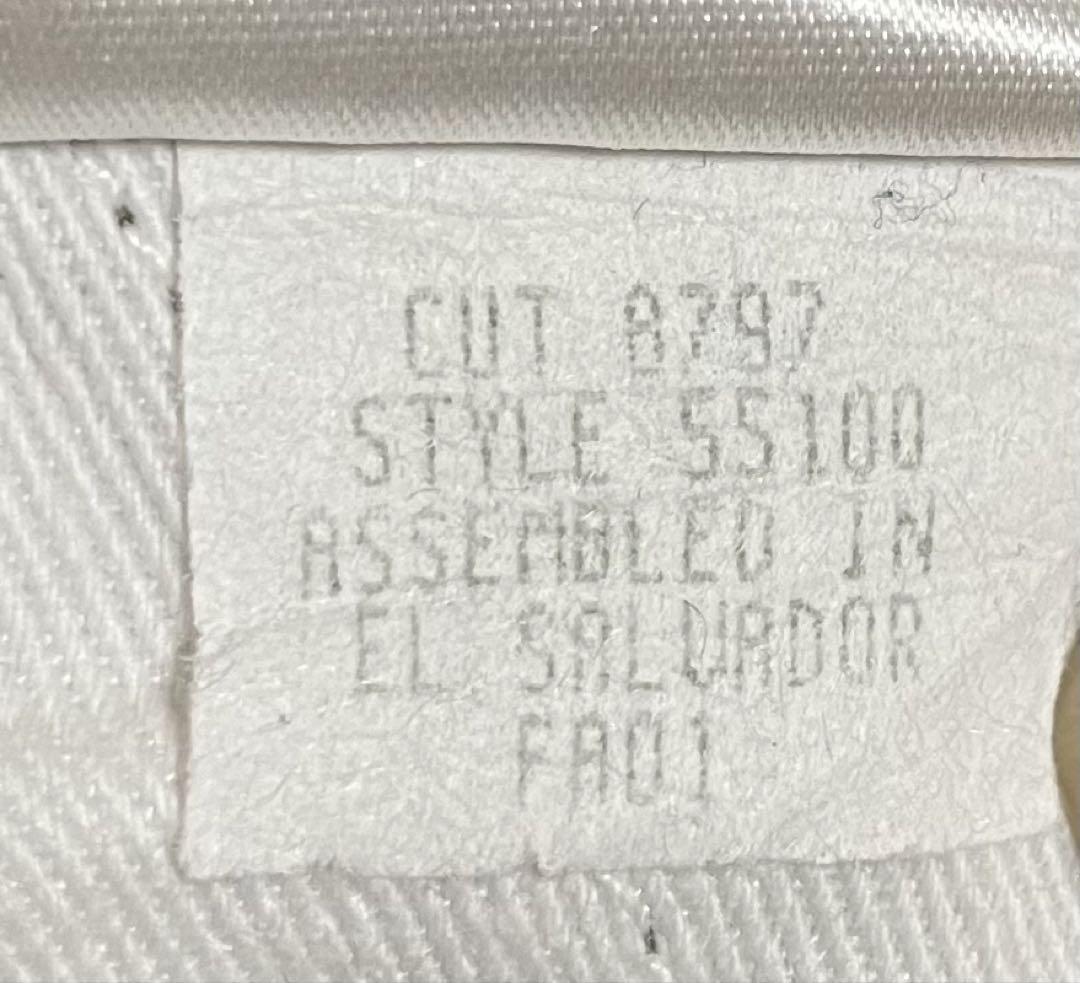 CUT 8797
STYLE 55100
ASSEMBLED IN
EL SALVADOR
FA01